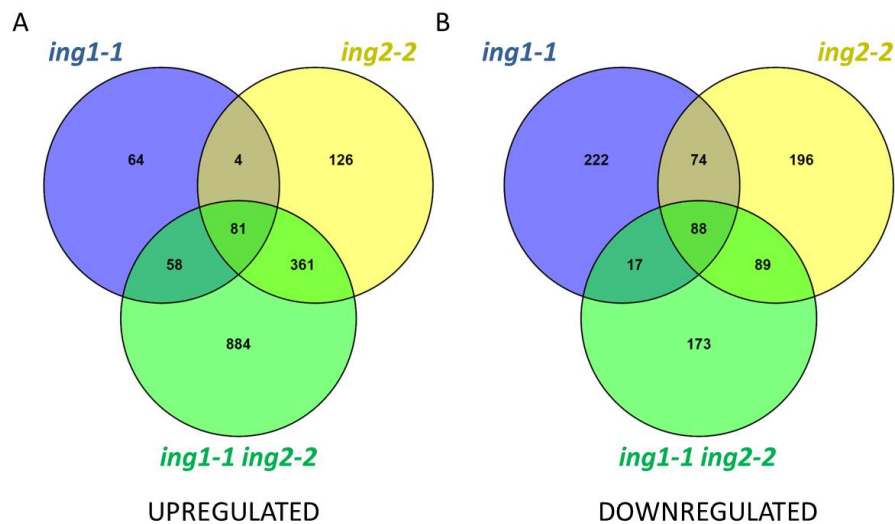 A
B
ing1-1
ing2-2
ing1-1
ing2-2
64
4
126
222
74
196
81
88
58
361
17
89
884
173
ing1-1 ing2-2
ing1-1 ing2-2
UPREGULATED
DOWNREGULATED